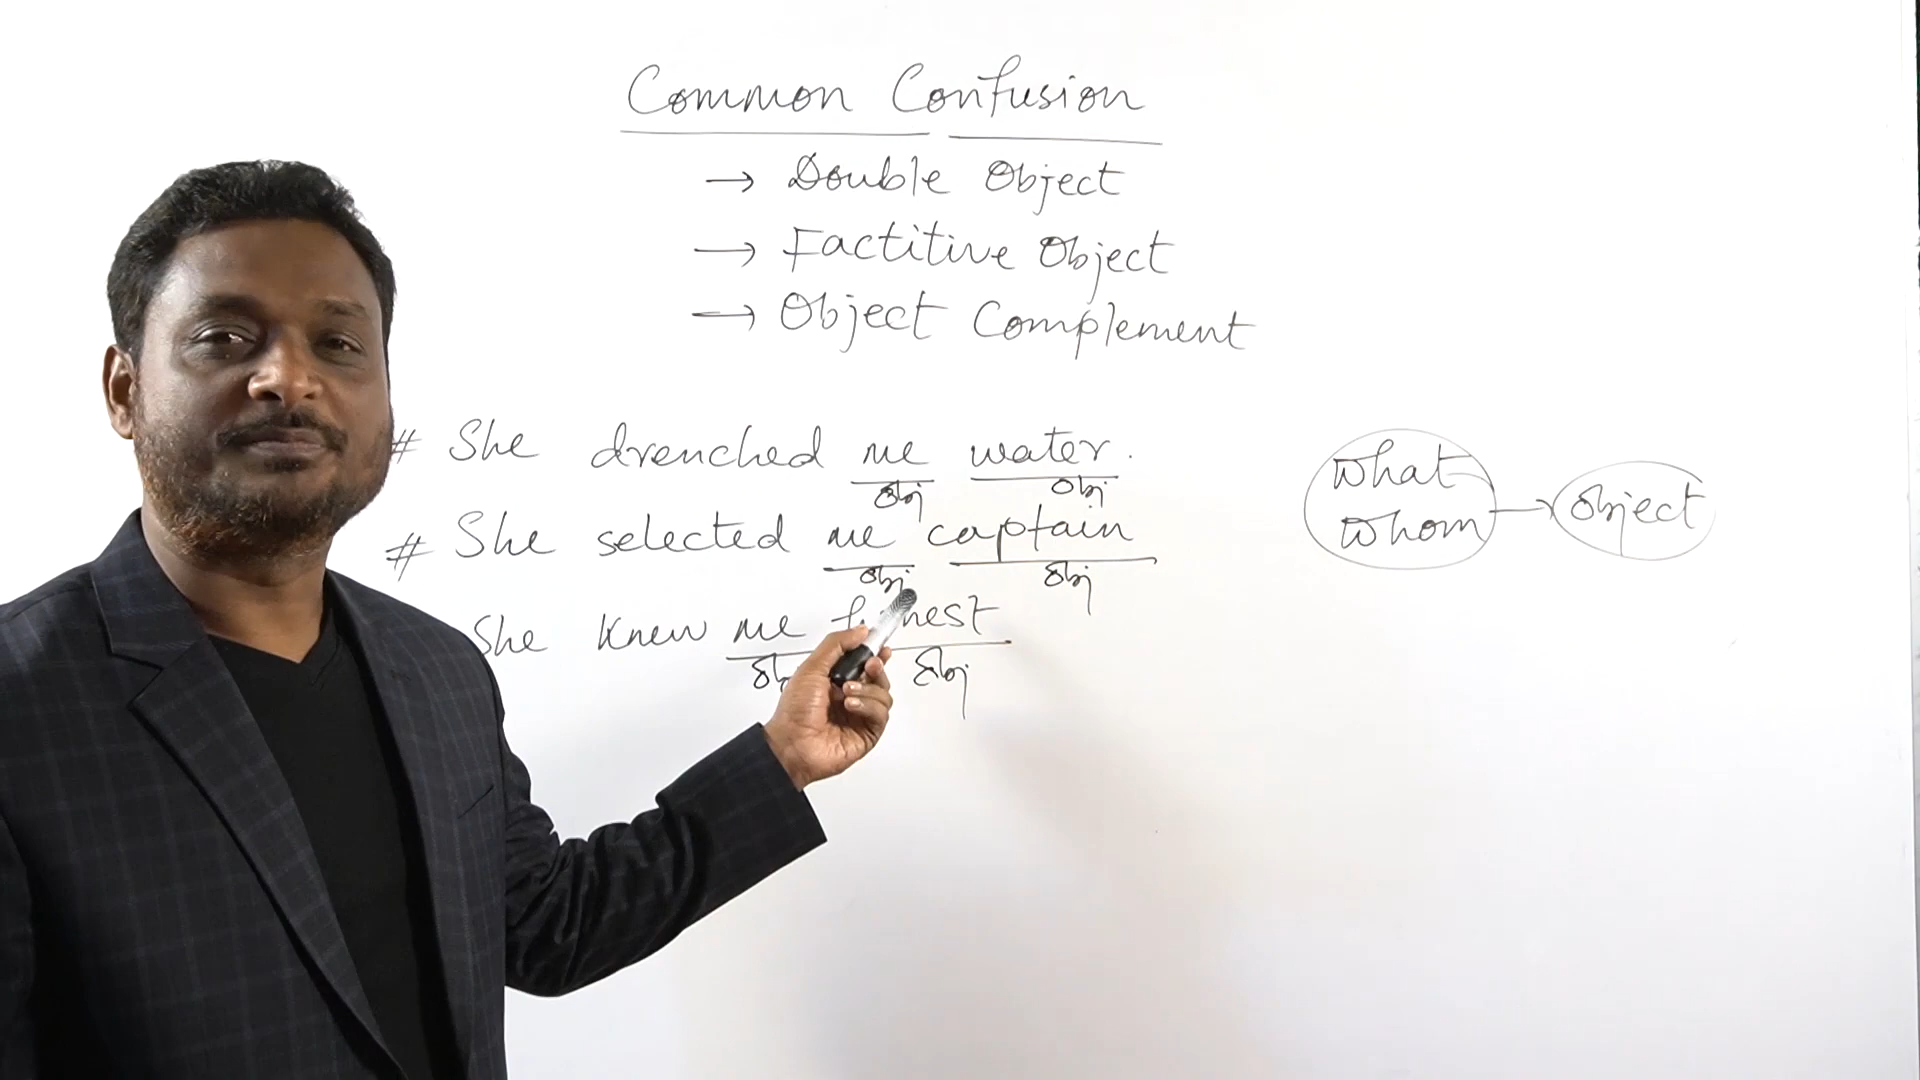 Common Confusion
→ Double Object
→ Factitive Object
→ Object Complement
# She drenched me water.
Obj Obj
# She selected me captain
Obj Obj
She knew me
Obj
What
Whom → Object